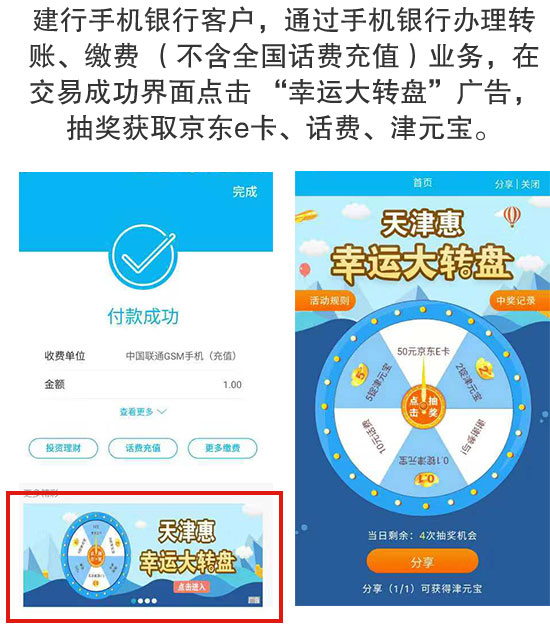 建行手机银行客户，通过手机银行办理转
账、缴费（不含全国话费充值）业务，在
交易成功界面点击“幸运大转盘”广告，
抽奖获取京东e卡、话费、津元宝。
完成
付款成功
收费单位 中国联通GSM手机（充值）
金额 1.00
查看更多
投资理财 话费充值 更多缴费
更多精彩
天津惠
幸运大转盘
点击进入
首页 分享 | 关闭
天津惠
幸运大转盘
活动规则 中奖记录
50元京东E卡
2锭津元宝
谢谢参与！
0.1锭津元宝
10元话费
5锭津元宝
点击抽奖
当日剩余：4次抽奖机会
分享
分享（1/1）可获得津元宝